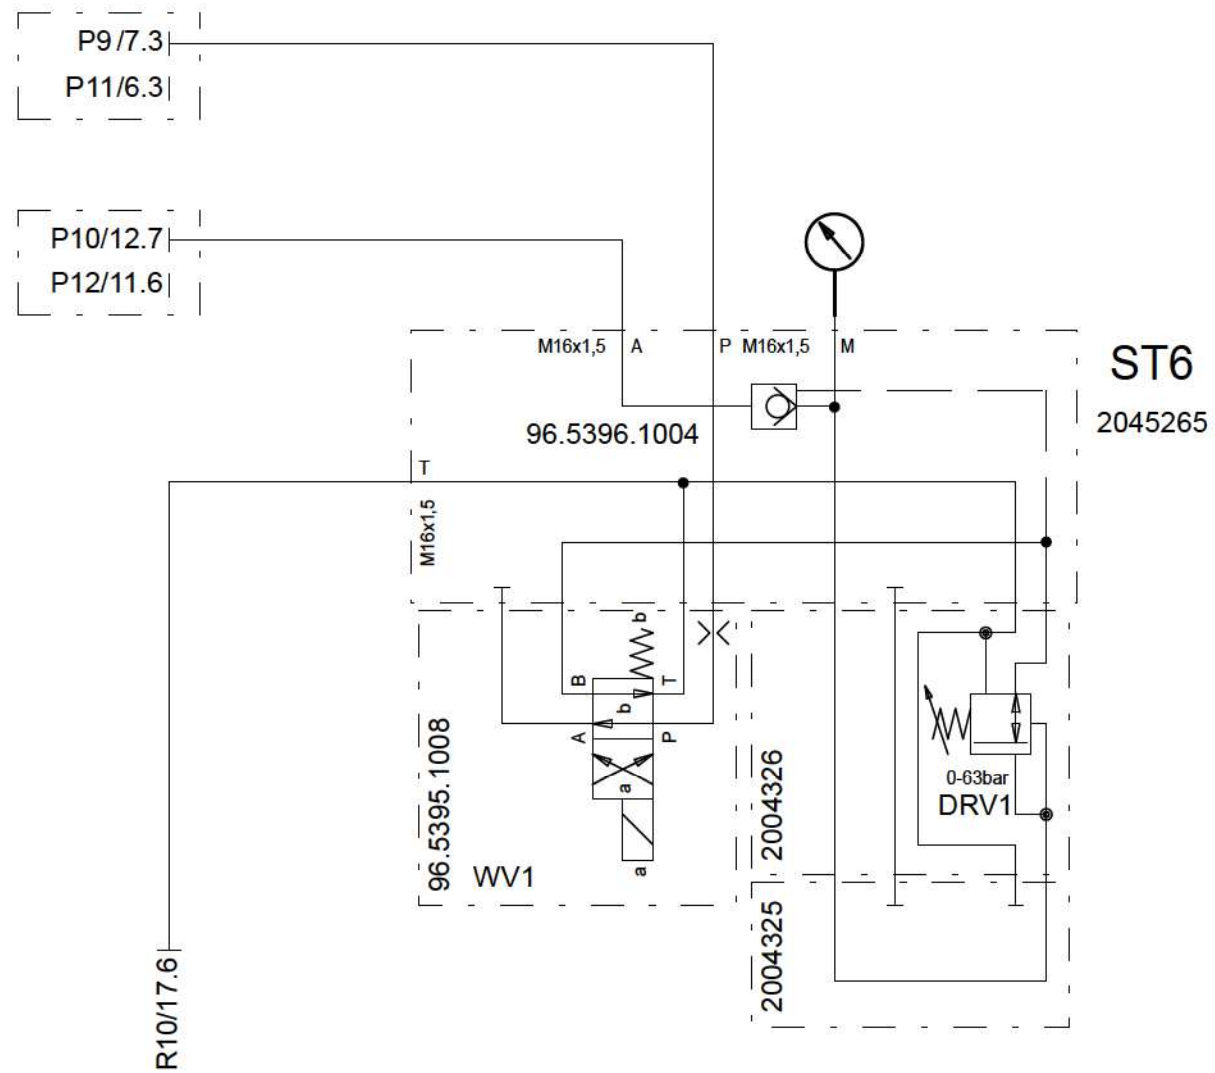 P9/7.3
P11/6.3
P10/12.7
P12/11.6
M16x1,5 A
P M16x1,5
M
ST6
2045265
96.5396.1004
T
M16x1,5
b
B
T
b
A
P
a
a
96.5395.1008
WV1
2004326
0-63bar
DRV1
2004325
R10/17.6